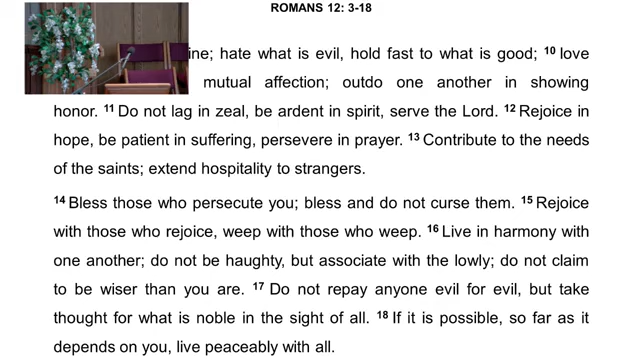 ROMANS 12: 3-18
ine; hate what is evil, hold fast to what is good; 10 love
mutual affection; outdo one another in showing
honor. 11 Do not lag in zeal, be ardent in spirit, serve the Lord. 12 Rejoice in
hope, be patient in suffering, persevere in prayer. 13 Contribute to the needs
of the saints; extend hospitality to strangers.
14 Bless those who persecute you; bless and do not curse them. 15 Rejoice
with those who rejoice, weep with those who weep. 16 Live in harmony with
one another; do not be haughty, but associate with the lowly; do not claim
to be wiser than you are. 17 Do not repay anyone evil for evil, but take
thought for what is noble in the sight of all. 18 If it is possible, so far as it
depends on you, live peaceably with all.